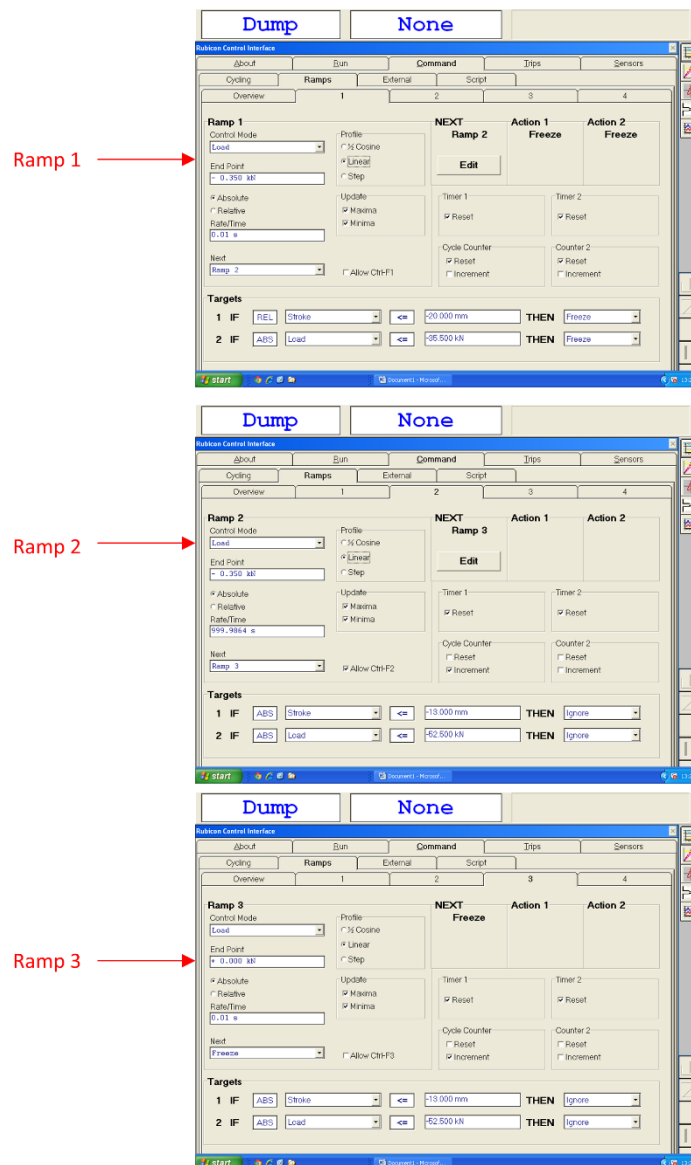 Dump None
Rubicon Control Interface
About Run Command Trips Sensors
Cycling Ramps External Script
Overview 1 2 3 4
Ramp 1
Ramp 1 Profile NEXT Action 1 Action 2
Control Mode ½ Cosine Ramp 2 Freeze Freeze
Load Linear
End Point Step Edit
- 0.350 kN
Absolute Update Timer 1 Timer 2
Relative Maxima Reset Reset
Rate/Time Minima
0.01 s
Cycle Counter Counter 2
Next Reset Reset
Ramp 2 Allow Ctrl-F1 Increment Increment
Targets
1 IF REL Stroke <= -20.000 mm THEN Freeze
2 IF ABS Load <= -95.500 kN THEN Freeze
start Document1 - Microsof...
Dump None
Rubicon Control Interface
About Run Command Trips Sensors
Cycling Ramps External Script
Overview 1 2 3 4
Ramp 2
Ramp 2 Profile NEXT Action 1 Action 2
Control Mode ½ Cosine Ramp 3
Load Linear
End Point Step Edit
- 0.350 kN
Absolute Update Timer 1 Timer 2
Relative Maxima Reset Reset
Rate/Time Minima
999.9864 s
Cycle Counter Counter 2
Next Reset Reset
Ramp 3 Allow Ctrl-F2 Increment Increment
Targets
1 IF ABS Stroke <= -13.000 mm THEN Ignore
2 IF ABS Load <= -52.500 kN THEN Ignore
start Document1 - Microsof...
Dump None
Rubicon Control Interface
About Run Command Trips Sensors
Cycling Ramps External Script
Overview 1 2 3 4
Ramp 3
Ramp 3 Profile NEXT Action 1 Action 2
Control Mode ½ Cosine Freeze
Load Linear
End Point Step
+ 0.000 kN
Absolute Update Timer 1 Timer 2
Relative Maxima Reset Reset
Rate/Time Minima
0.01 s
Cycle Counter Counter 2
Next Reset Reset
Freeze Allow Ctrl-F3 Increment Increment
Targets
1 IF ABS Stroke <= -13.000 mm THEN Ignore
2 IF ABS Load <= -52.500 kN THEN Ignore
start Document1 - Microsof...